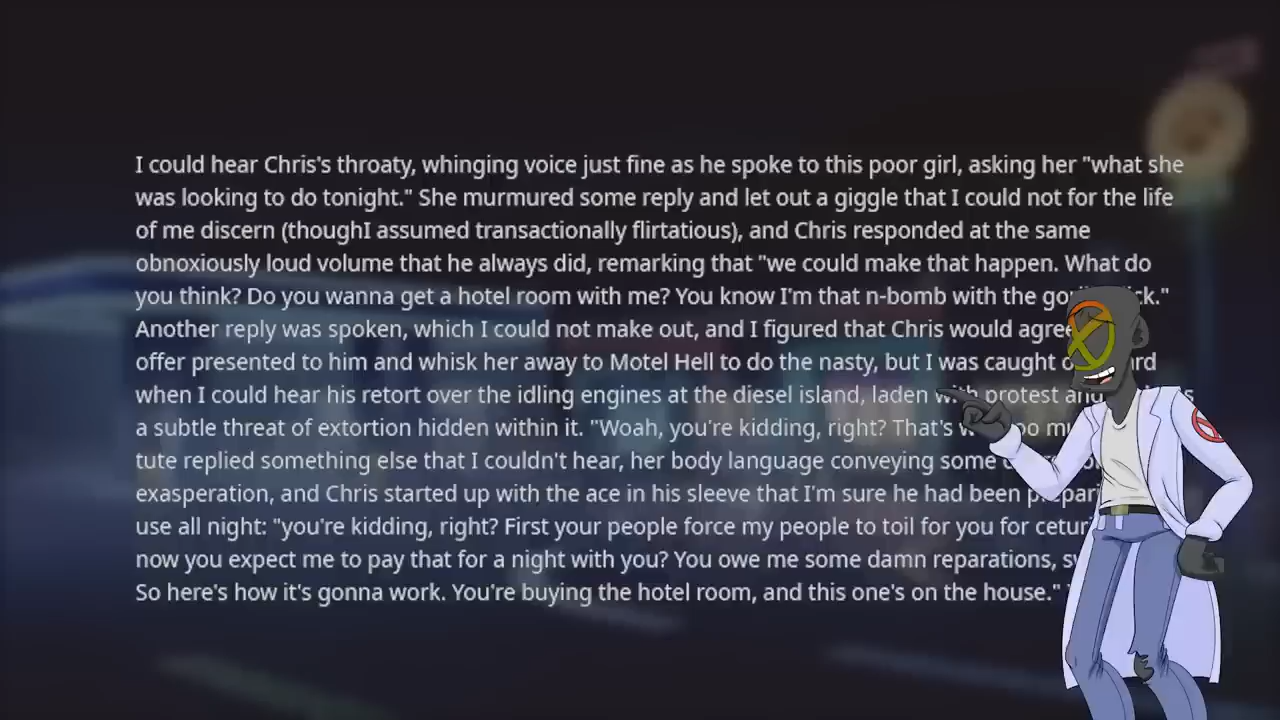 I could hear Chris's throaty, whinging voice just fine as he spoke to this poor girl, asking her "what she
was looking to do tonight." She murmured some reply and let out a giggle that I could not for the life
of me discern (thoughI assumed transactionally flirtatious), and Chris responded at the same
obnoxiously loud volume that he always did, remarking that "we could make that happen. What do
you think? Do you wanna get a hotel room with me? You know I'm that n-bomb with the
Another reply was spoken, which I could not make out, and I figured that Chris would agree
offer presented to him and whisk her away to Motel Hell to do the nasty, but I was caught
when I could hear his retort over the idling engines at the diesel island, laden with protest and
a subtle threat of extortion hidden within it. "Woah, you're kidding, right? That's
tute replied something else that I couldn't hear, her body language conveying some
exasperation, and Chris started up with the ace in his sleeve that I'm sure he had been
use all night: "you're kidding, right? First your people force my people to toil for you for
now you expect me to pay that for a night with you? You owe me some damn reparations,
So here's how it's gonna work. You're buying the hotel room, and this one's on the house."